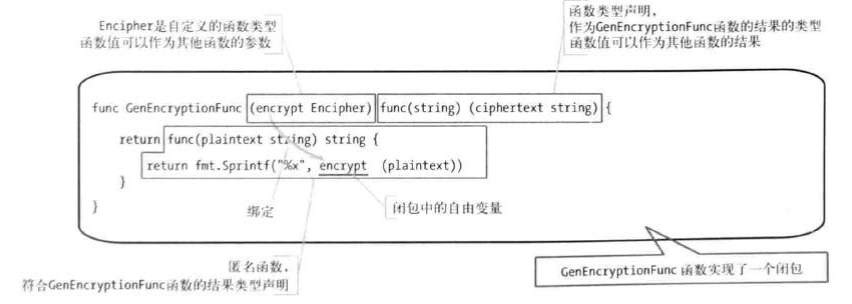 Encipher是自定义的函数类型
函数值可以作为其他函数的参数
函数类型声明,
作为GenEncryptionFunc函数的结果的类型
函数值可以作为其他函数的结果
func GenEncryptionFunc (encrypt Encipher) func(string) (ciphertext string) {
return func(plaintext string) string {
return fmt.Sprintf("%x", encrypt (plaintext))
}
}
绑定
闭包中的自由变量
匿名函数,
符合GenEncryptionFunc函数的结果类型声明
GenEncryptionFunc 函数实现了一个闭包